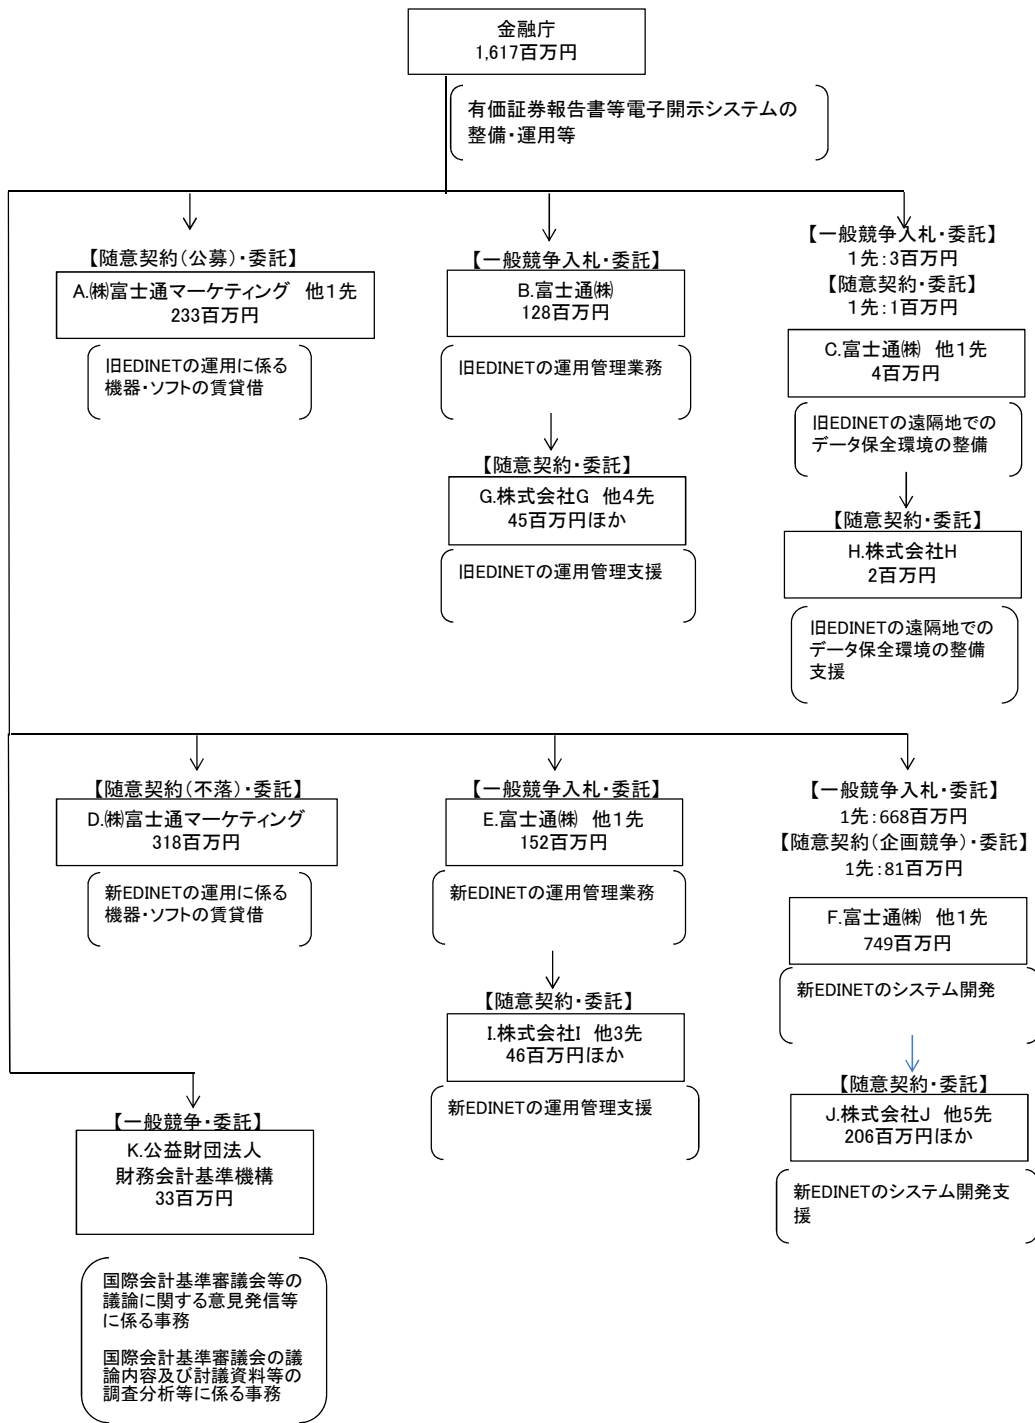 金融庁
1,617百万円
有価証券報告書等電子開示システムの
整備・運用等
【随意契約(公募)・委託】
A.㈱富士通マーケティング 他1先
233百万円
旧EDINETの運用に係る
機器・ソフトの賃貸借
【一般競争入札・委託】
B.富士通㈱
128百万円
旧EDINETの運用管理業務
【随意契約・委託】
G.株式会社G 他4先
45百万円ほか
旧EDINETの運用管理支援
【一般競争入札・委託】
1先:3百万円
【随意契約・委託】
1先:1百万円
C.富士通㈱ 他1先
4百万円
旧EDINETの遠隔地での
データ保全環境の整備
【随意契約・委託】
H.株式会社H
2百万円
旧EDINETの遠隔地での
データ保全環境の整備
支援
【随意契約(不落)・委託】
D.㈱富士通マーケティング
318百万円
新EDINETの運用に係る
機器・ソフトの賃貸借
【一般競争入札・委託】
E.富士通㈱ 他1先
152百万円
新EDINETの運用管理業務
【随意契約・委託】
I.株式会社I 他3先
46百万円ほか
新EDINETの運用管理支援
【一般競争入札・委託】
1先:668百万円
【随意契約(企画競争)・委託】
1先:81百万円
F.富士通㈱ 他1先
749百万円
新EDINETのシステム開発
【随意契約・委託】
J.株式会社J 他5先
206百万円ほか
新EDINETのシステム開発支
援
【一般競争・委託】
K.公益財団法人
財務会計基準機構
33百万円
国際会計基準審議会等の
議論に関する意見発信等
に係る事務
国際会計基準審議会の議
論内容及び討議資料等の
調査分析等に係る事務